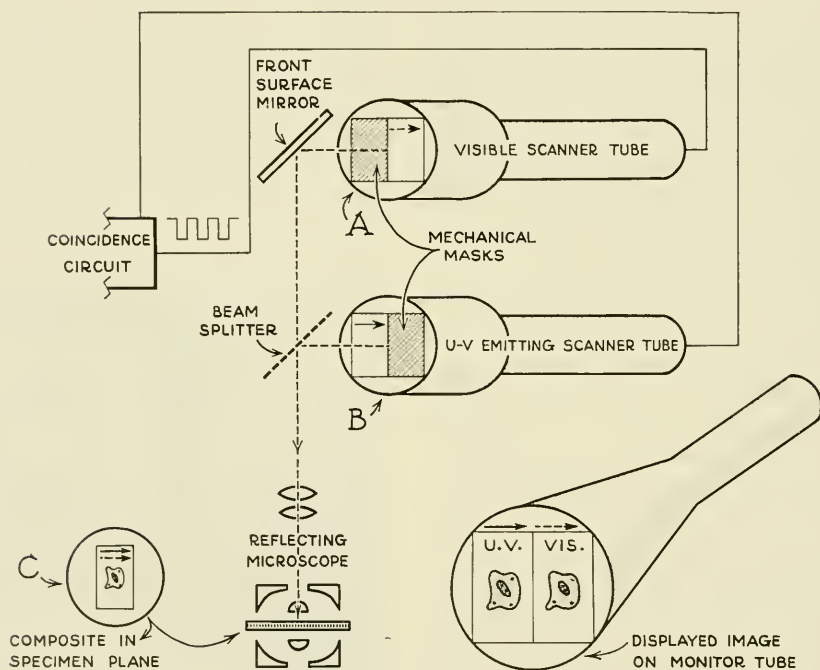 FRONT
SURFACE
MIRROR
VISIBLE SCANNER TUBE
A
COINCIDENCE
CIRCUIT
MECHANICAL
MASKS
BEAM
SPLITTER
U-V EMITTING SCANNER TUBE
B
REFLECTING
MICROSCOPE
U.V. VIS.
C
COMPOSITE IN
SPECIMEN PLANE
DISPLAYED IMAGE
ON MONITOR TUBE